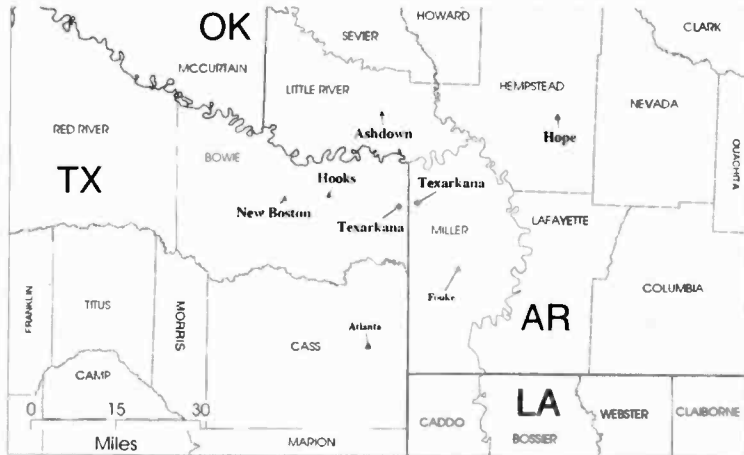 OK
HOWARD
CLARK
SEVIER
MCCURTAIN
LITTLE RIVER
HEMPSTEAD
NEVADA
RED RIVER
Ashdown
Hope
OUACHITA
BOWIE
TX
Hooks
Texarkana
New Boston
Texarkana
MILLER
LAFAYETTE
Fouke
COLUMBIA
FRANKLIN
TITUS
MORRIS
AR
Atlanta
CASS
CAMP
0 15 30
Miles
MARION
CADDO
LA
BOSSIER
WEBSTER
CLAIBORNE